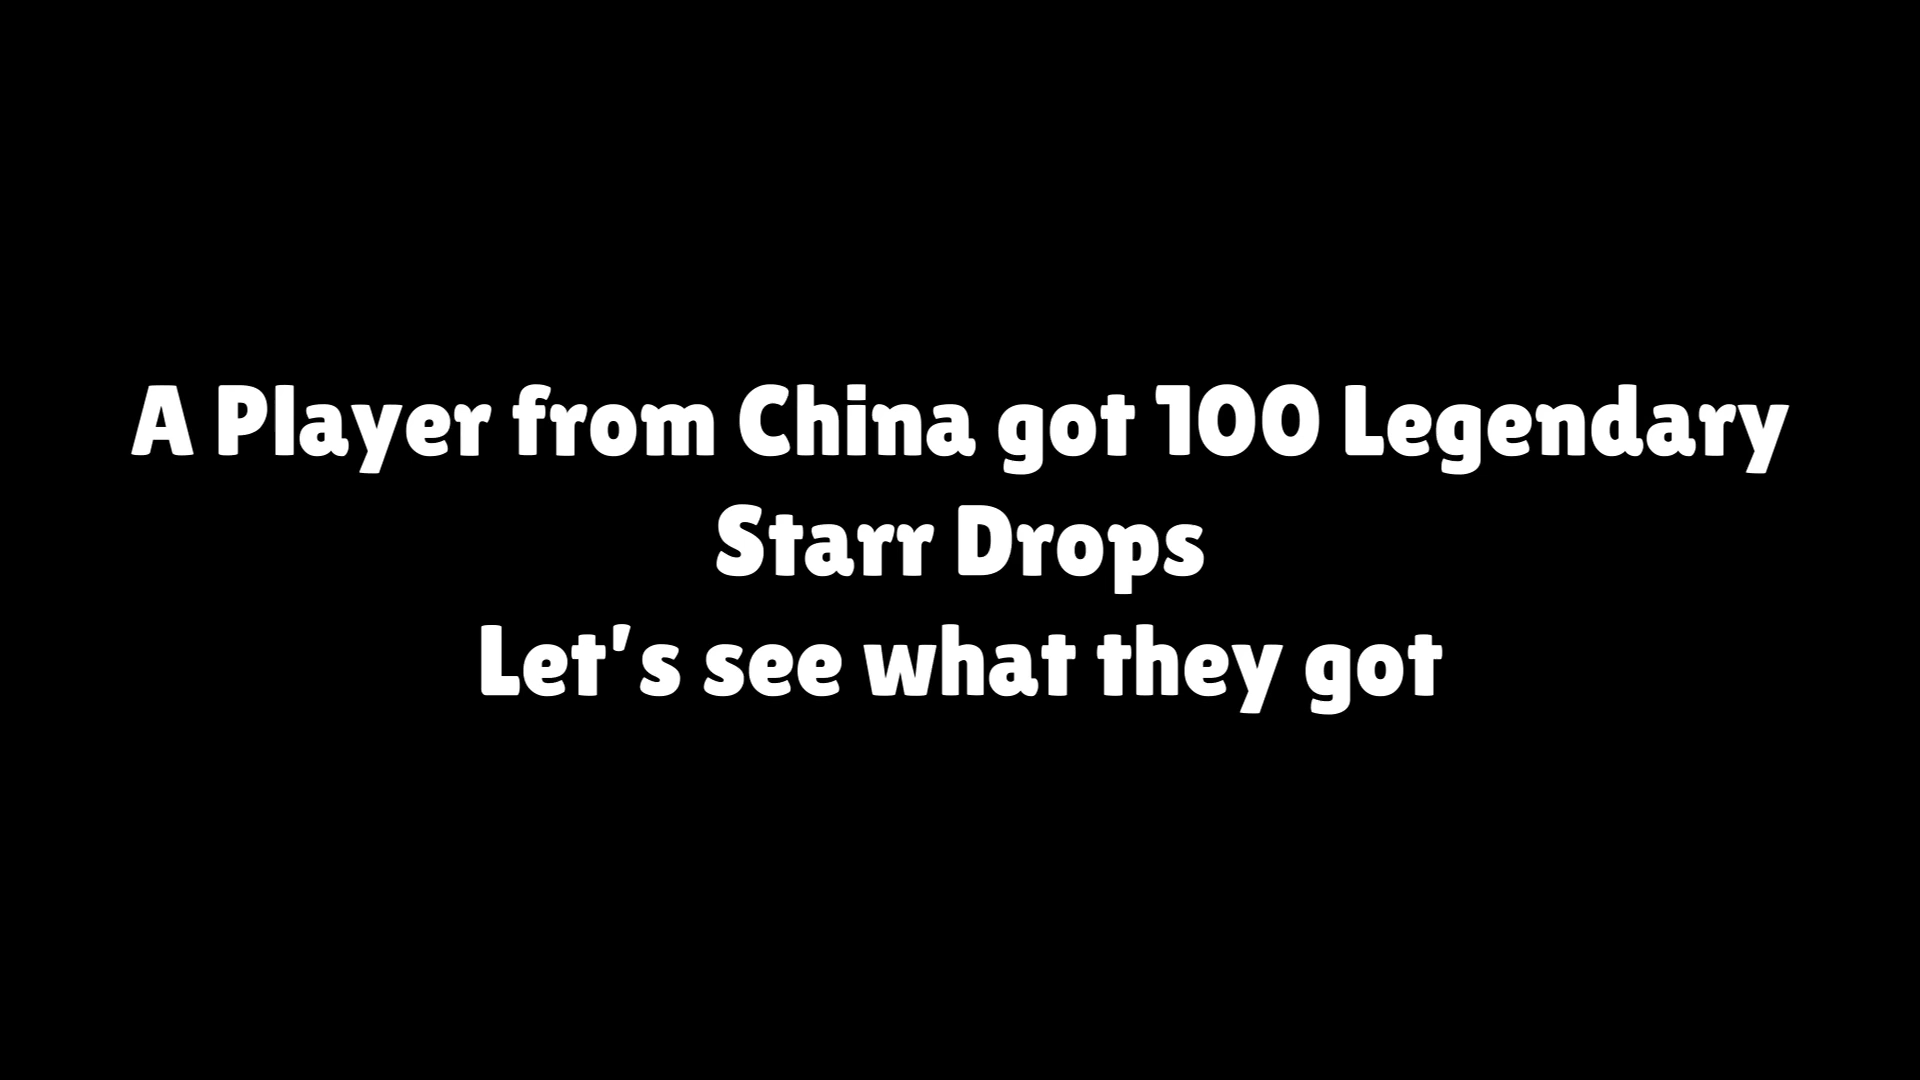 A Player from China got 100 Legendary
Starr Drops
Let's see what they got